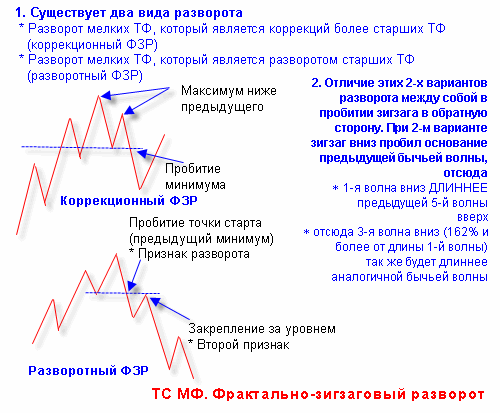 1. Существует два вида разворота
* Разворот мелких ТФ, который является коррекций более старших ТФ
(коррекционный ФЗР)
* Разворот мелких ТФ, который является разворотом старших ТФ
(разворотный ФЗР)
Максимум ниже
предыдущего
Пробитие
минимума
Коррекционный ФЗР
2. Отличие этих 2-х вариантов
разворота между собой в
пробитии зигзага в обратную
сторону. При 2-м варианте
зигзаг вниз пробил основание
предыдущей бычьей волны,
отсюда
* 1-я волна вниз ДЛИННЕЕ
предыдущей 5-й волны
вверх
* отсюда 3-я волна вниз (162% и
более от длины 1-й волны)
так же будет длиннее
аналогичной бычьей волны
Пробитие точки старта
(предыдущий минимум)
* Признак разворота
Закрепление за уровнем
* Второй признак
Разворотный ФЗР
ТС МФ. Фрактально-зигзаговый разворот